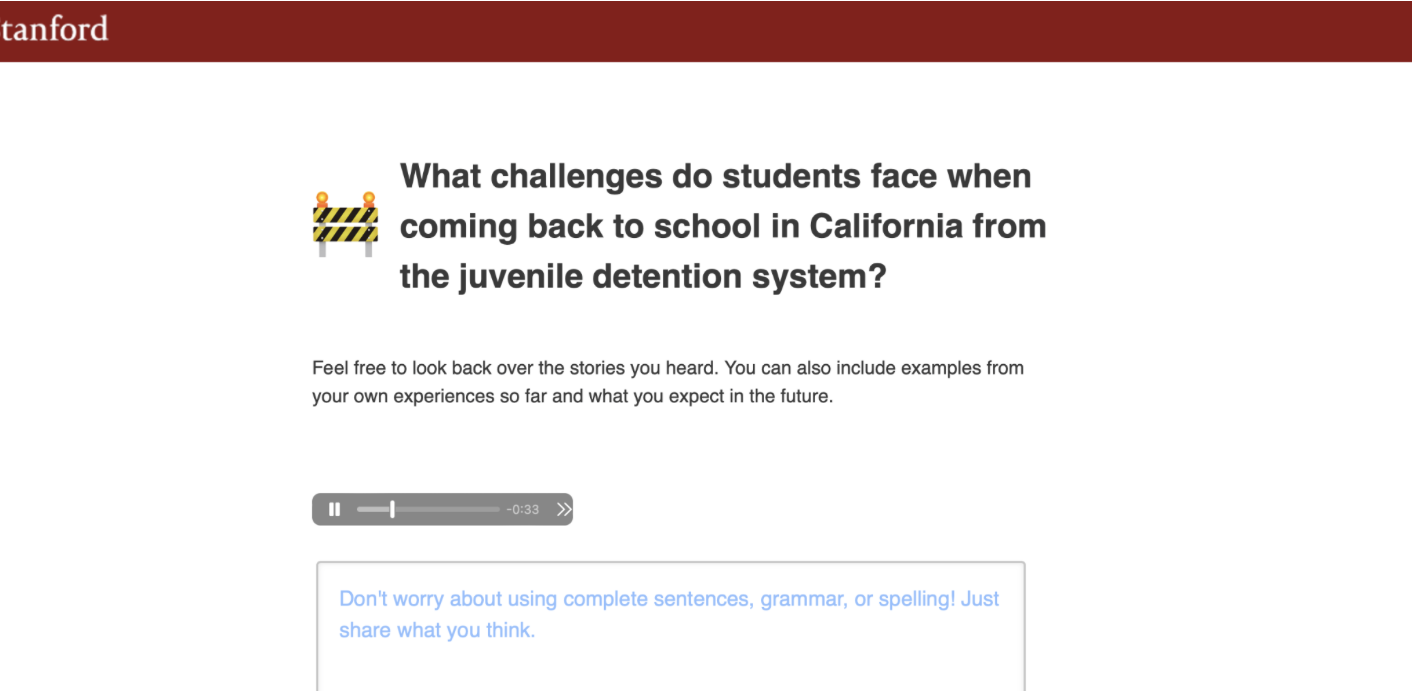 tanford
What challenges do students face when
coming back to school in California from
the juvenile detention system?
Feel free to look back over the stories you heard. You can also include examples from
your own experiences so far and what you expect in the future.
-0:33
Don't worry about using complete sentences, grammar, or spelling! Just
share what you think.